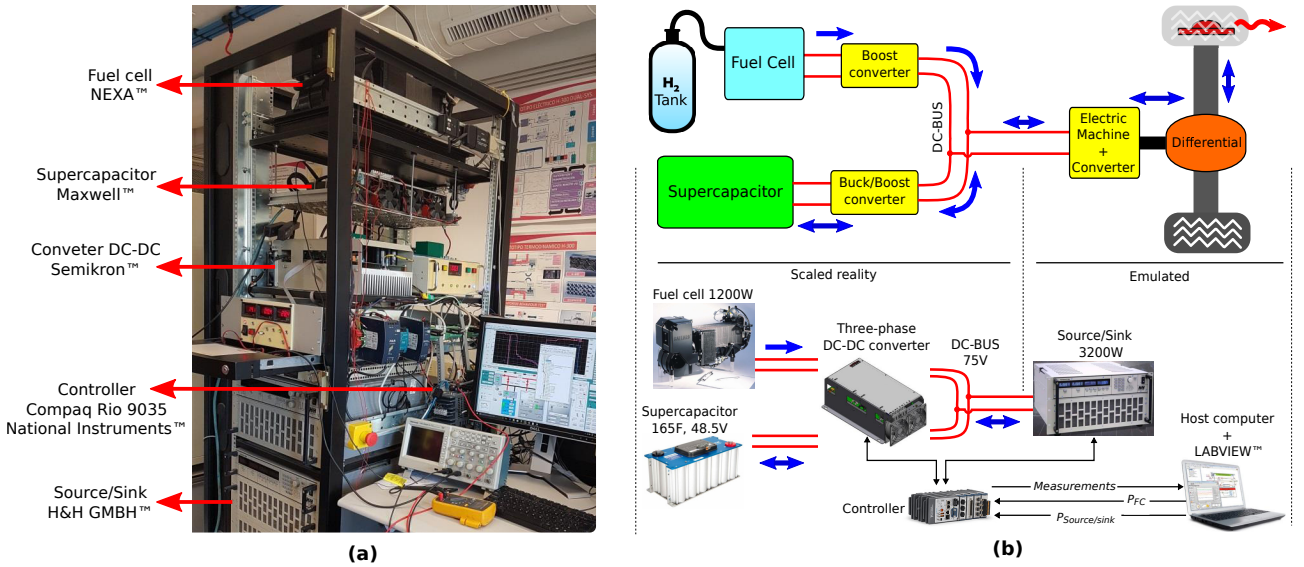 Fuel cell
NEXA™
Supercapacitor
Maxwell™
Conveter DC-DC
Semikron™
Controller
Compaq Rio 9035
National Instruments™
Source/Sink
H&H GMBH™
(a)
H₂
Tank
Fuel Cell
Boost
converter
DC-BUS
Supercapacitor
Buck/Boost
converter
Electric
Machine
+
Converter
Differential
Scaled reality
Emulated
Fuel cell 1200W
Three-phase
DC-DC converter
DC-BUS
75V
Source/Sink
3200W
Supercapacitor
165F, 48.5V
Host computer
+
LABVIEW™
Controller
Measurements
P_FC
P_Source/sink
(b)